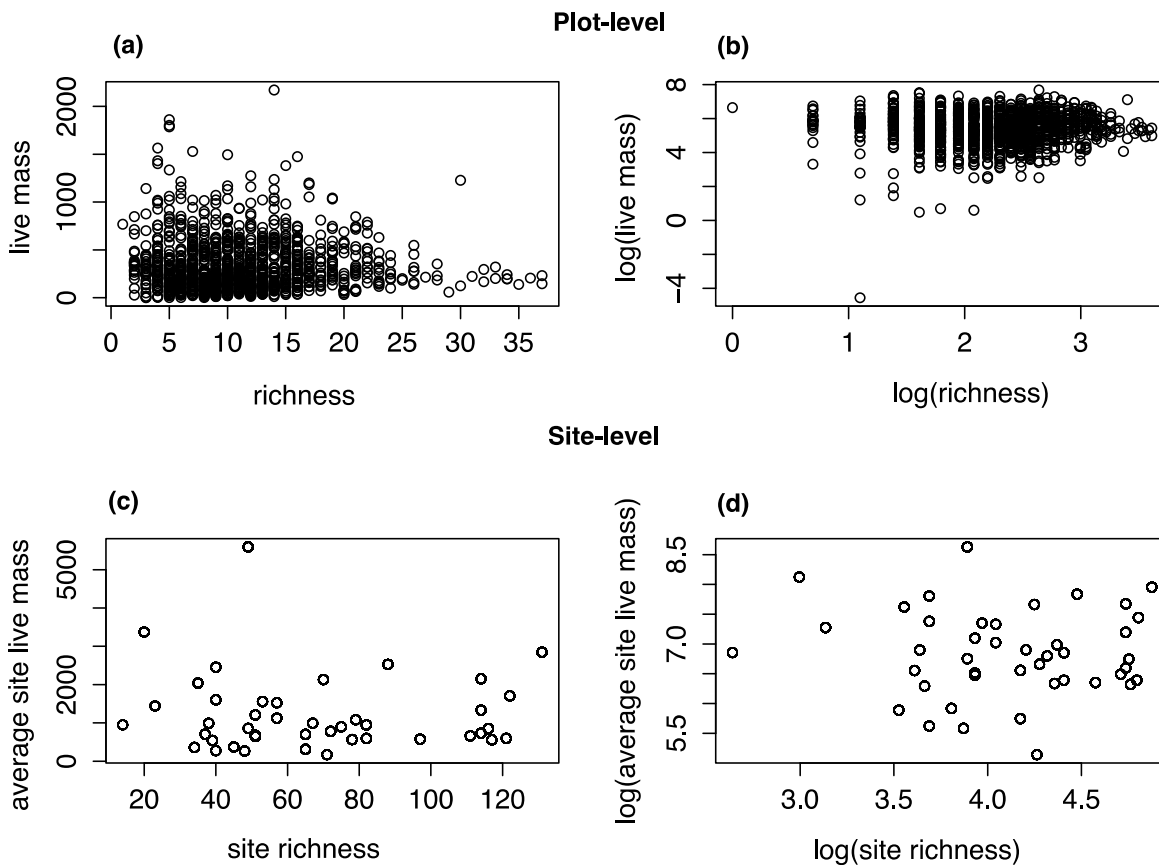 Plot-level
(a)
live mass
0 1000 2000
0 5 10 15 20 25 30 35
richness
(b)
log(live mass)
−4 0 4 8
0 1 2 3
log(richness)
Site-level
(c)
average site live mass
0 2000 5000
20 40 60 80 100 120
site richness
(d)
log(average site live mass)
5.5 7.0 8.5
3.0 3.5 4.0 4.5
log(site richness)